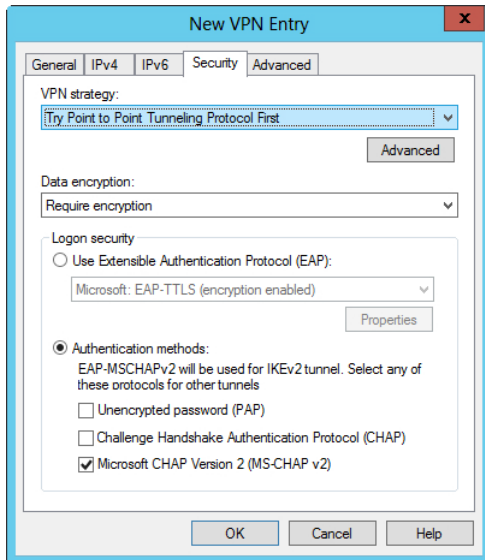 New VPN Entry
x
General IPv4 IPv6 Security Advanced
VPN strategy:
Try Point to Point Tunneling Protocol First
Advanced
Data encryption:
Require encryption
Logon security
Use Extensible Authentication Protocol (EAP):
Microsoft: EAP-TTLS (encryption enabled)
Properties
Authentication methods:
EAP-MSCHAPv2 will be used for IKEv2 tunnel. Select any of
these protocols for other tunnels
Unencrypted password (PAP)
Challenge Handshake Authentication Protocol (CHAP)
Microsoft CHAP Version 2 (MS-CHAP v2)
OK Cancel Help